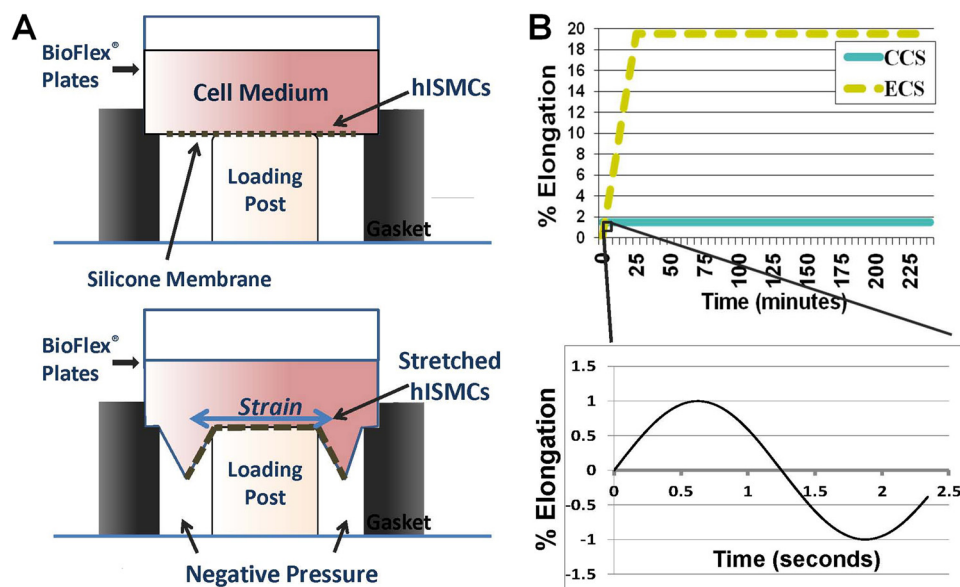 A
BioFlex®
Plates
Cell Medium
hISMCs
Loading
Post
Gasket
Silicone Membrane
BioFlex®
Plates
Stretched
hISMCs
Strain
Loading
Post
Gasket
Negative Pressure
B
% Elongation
20
18
16
14
12
10
8
6
4
2
0
CCS
ECS
0
25
50
75
100
125
150
175
200
225
Time (minutes)
% Elongation
1.5
1
0.5
0
-0.5
-1
-1.5
0 0.5 1 1.5 2 2.5
Time (seconds)